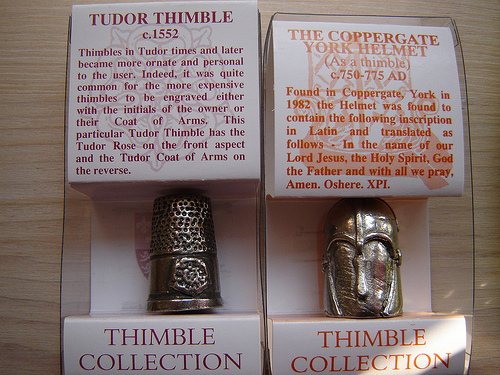 TUDOR THIMBLE
c.1552
Thimbles in Tudor times and later
became more ornate and personal
to the user. Indeed, it was quite
common for the more expensive
thimbles to be engraved either
with the initials of the owner or
their Coat of Arms. This
particular Tudor Thimble has the
Tudor Rose on the front aspect
and the Tudor Coat of Arms on
the reverse.
THIMBLE
COLLECTION
THE COPPERGATE
YORK HELMET
(As a thimble)
c.750-775 AD
Found in Coppergate, York in
1982 the Helmet was found to
contain the following inscription
in Latin and translated as
follows - In the name of our
Lord Jesus, the Holy Spirit, God
the Father and with all we pray,
Amen. Oshere. XPI.
THIMBLE
COLLECTION